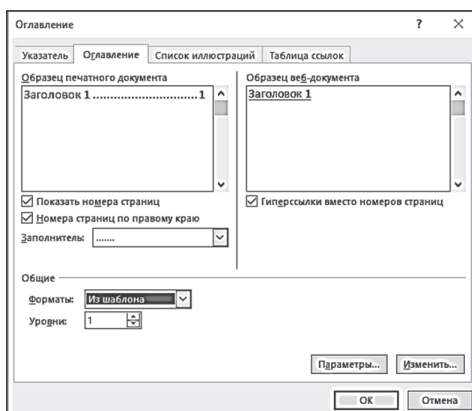 Оглавление ? ×
Указатель Оглавление Список иллюстраций Таблица ссылок
Образец печатного документа
Заголовок 1..............................1
Образец веб-документа
Заголовок 1
Показать номера страниц
Номера страниц по правому краю
Заполнитель: .......
Гиперссылки вместо номеров страниц
Общие
Форматы: Из шаблона
Уровни: 1
Параметры... Изменить...
ОК Отмена